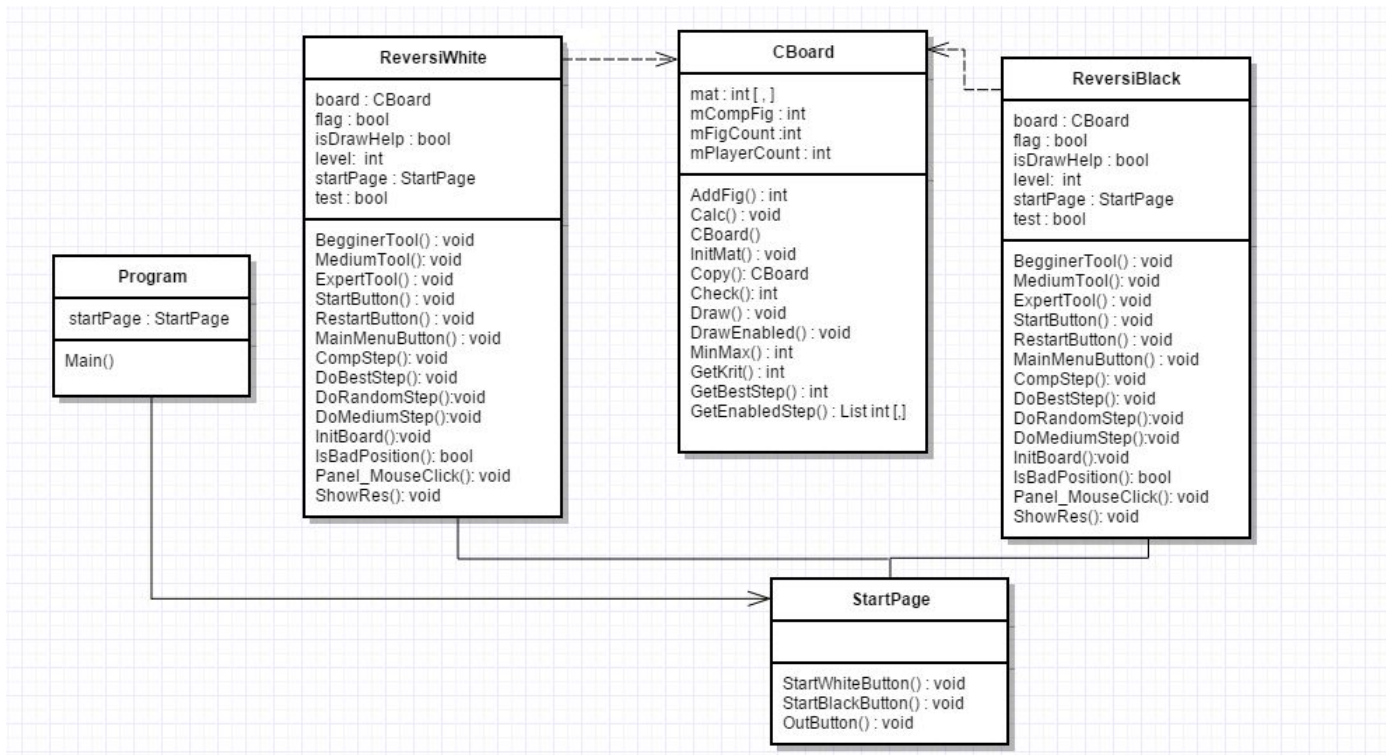 ReversiWhite
board : CBoard
flag : bool
isDrawHelp : bool
level: int
startPage : StartPage
test : bool
BegginerTool() : void
MediumTool(): void
ExpertTool() : void
StartButton() : void
RestartButton() : void
MainMenuButton() : void
CompStep(): void
DoBestStep(): void
DoRandomStep():void
DoMediumStep():void
InitBoard():void
IsBadPosition(): bool
Panel_MouseClick(): void
ShowRes(): void
CBoard
mat : int [ , ]
mCompFig : int
mFigCount :int
mPlayerCount : int
AddFig() : int
Calc() : void
CBoard()
InitMat() : void
Copy(): CBoard
Check(): int
Draw() : void
DrawEnabled() : void
MinMax() : int
GetKrit() : int
GetBestStep() : int
GetEnabledStep() : List int [,]
ReversiBlack
board : CBoard
flag : bool
isDrawHelp : bool
level: int
startPage : StartPage
test : bool
BegginerTool() : void
MediumTool(): void
ExpertTool() : void
StartButton() : void
RestartButton() : void
MainMenuButton() : void
CompStep(): void
DoBestStep(): void
DoRandomStep():void
DoMediumStep():void
InitBoard():void
IsBadPosition(): bool
Panel_MouseClick(): void
ShowRes(): void
Program
startPage : StartPage
Main()
StartPage
StartWhiteButton() : void
StartBlackButton() : void
OutButton() : void